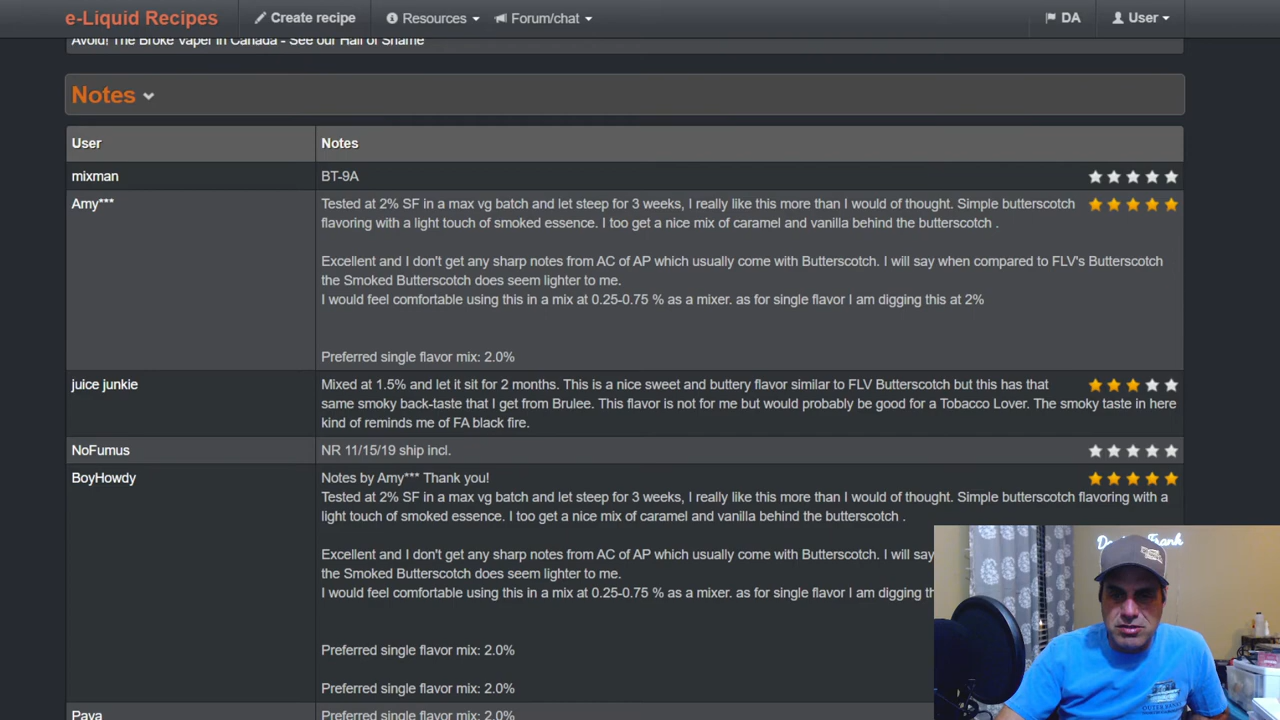 e-Liquid Recipes
Create recipe
Resources
Forum/chat
DA
User
Avoid! The Broke Vaper in Canada - See our Hall of Shame
Notes
User
Notes
mixman
BT-9A
Amy***
Tested at 2% SF in a max vg batch and let steep for 3 weeks, I really like this more than I would of thought. Simple butterscotch
flavoring with a light touch of smoked essence. I too get a nice mix of caramel and vanilla behind the butterscotch .
Excellent and I don't get any sharp notes from AC of AP which usually come with Butterscotch. I will say when compared to FLV's Butterscotch
the Smoked Butterscotch does seem lighter to me.
I would feel comfortable using this in a mix at 0.25-0.75 % as a mixer. as for single flavor I am digging this at 2%
Preferred single flavor mix: 2.0%
juice junkie
Mixed at 1.5% and let it sit for 2 months. This is a nice sweet and buttery flavor similar to FLV Butterscotch but this has that
same smoky back-taste that I get from Brulee. This flavor is not for me but would probably be good for a Tobacco Lover. The smoky taste in here
kind of reminds me of FA black fire.
NoFumus
NR 11/15/19 ship incl.
BoyHowdy
Notes by Amy*** Thank you!
Tested at 2% SF in a max vg batch and let steep for 3 weeks, I really like this more than I would of thought. Simple butterscotch flavoring with a
light touch of smoked essence. I too get a nice mix of caramel and vanilla behind the butterscotch .
Excellent and I don't get any sharp notes from AC of AP which usually come with Butterscotch. I will say
the Smoked Butterscotch does seem lighter to me.
I would feel comfortable using this in a mix at 0.25-0.75 % as a mixer. as for single flavor I am digging th
Preferred single flavor mix: 2.0%
Preferred single flavor mix: 2.0%
Pava
Preferred single flavor mix: 2.0%